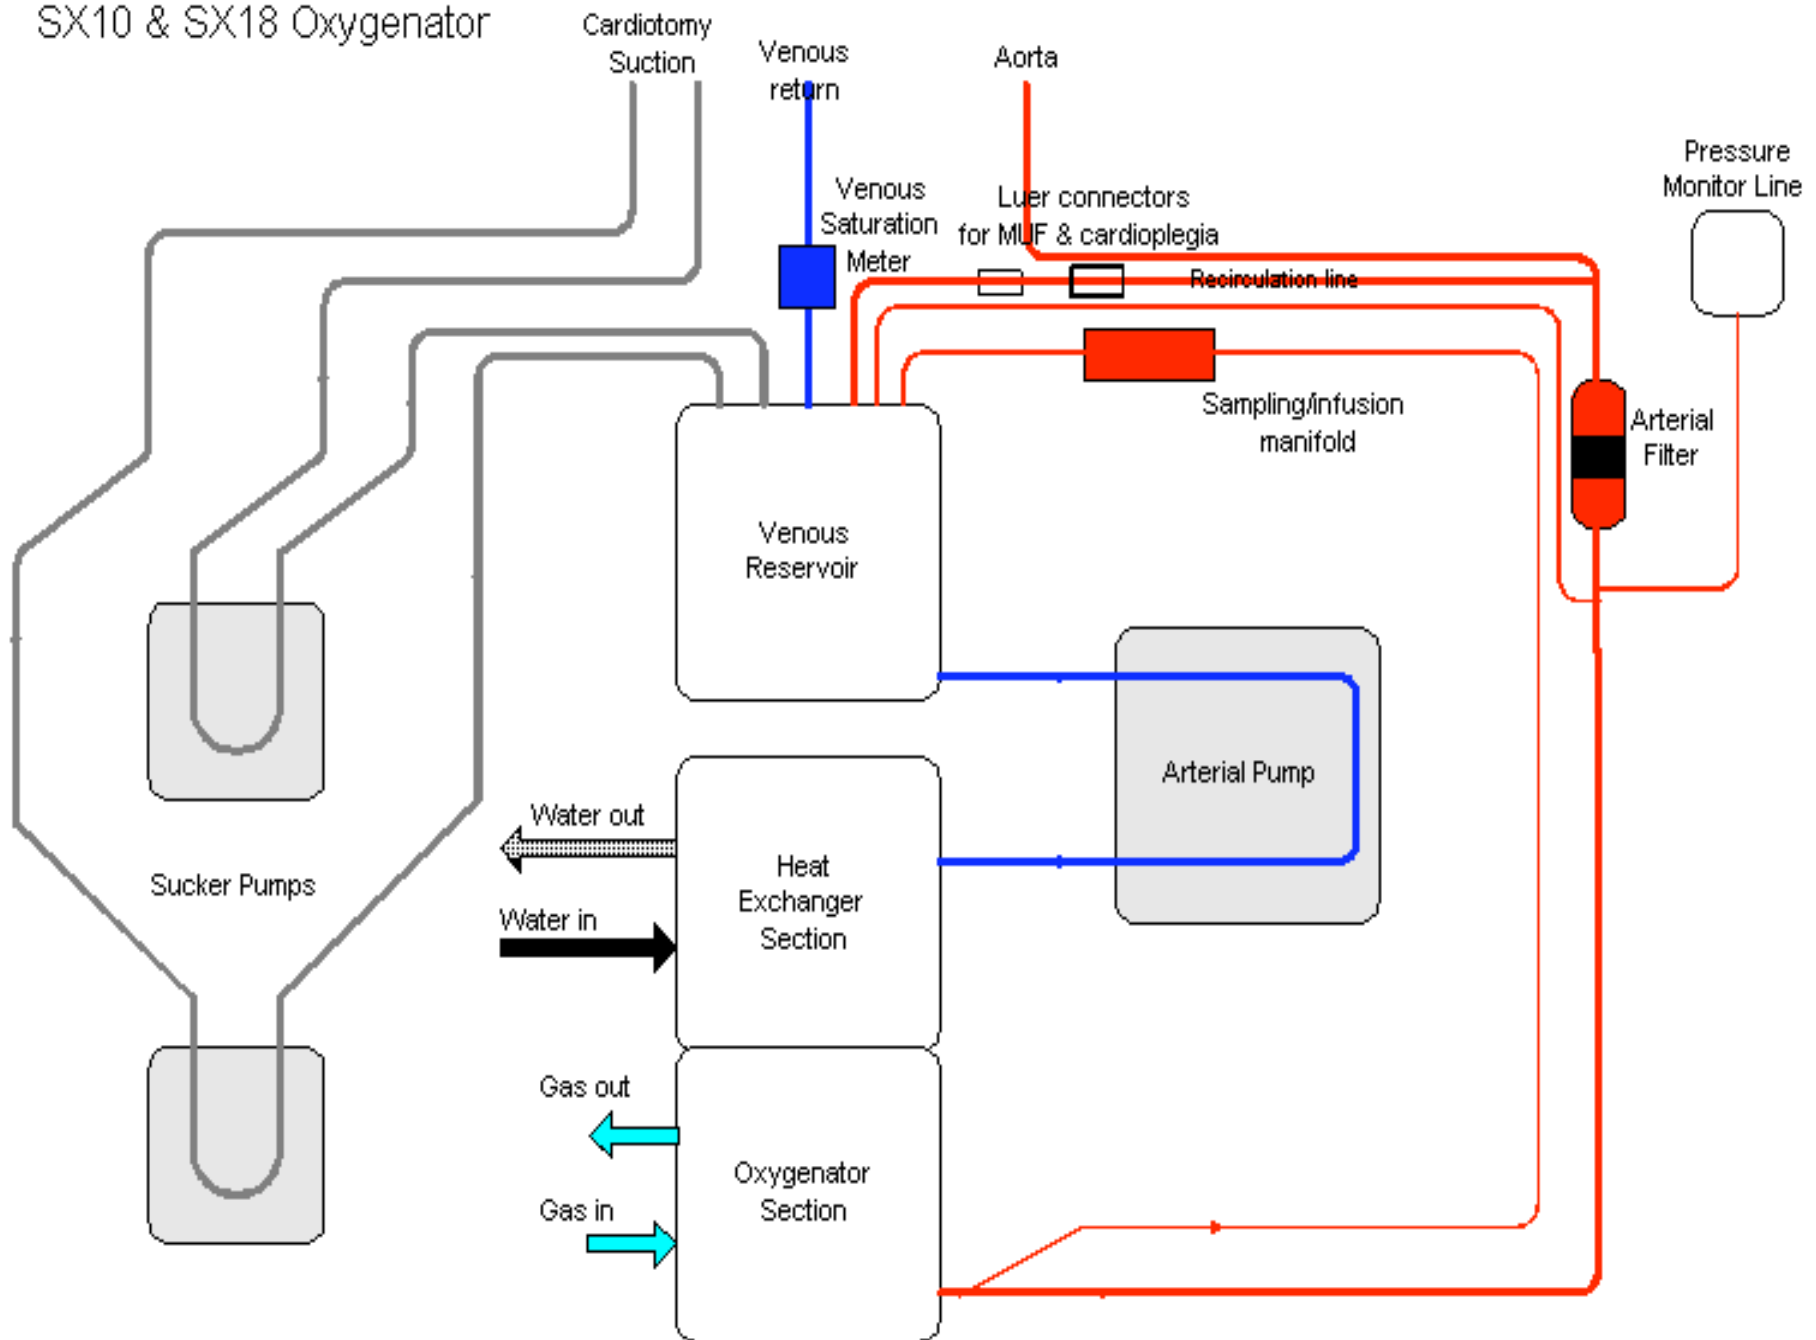 SX10 & SX18 Oxygenator
Cardiotomy
Suction
Venous
return
Aorta
Pressure
Monitor Line
Venous
Saturation
Meter
Luer connectors
for MUF & cardioplegia
Recirculation line
Sampling/infusion
manifold
Arterial
Filter
Venous
Reservoir
Arterial Pump
Water out
Heat
Exchanger
Section
Sucker Pumps
Water in
Gas out
Oxygenator
Section
Gas in